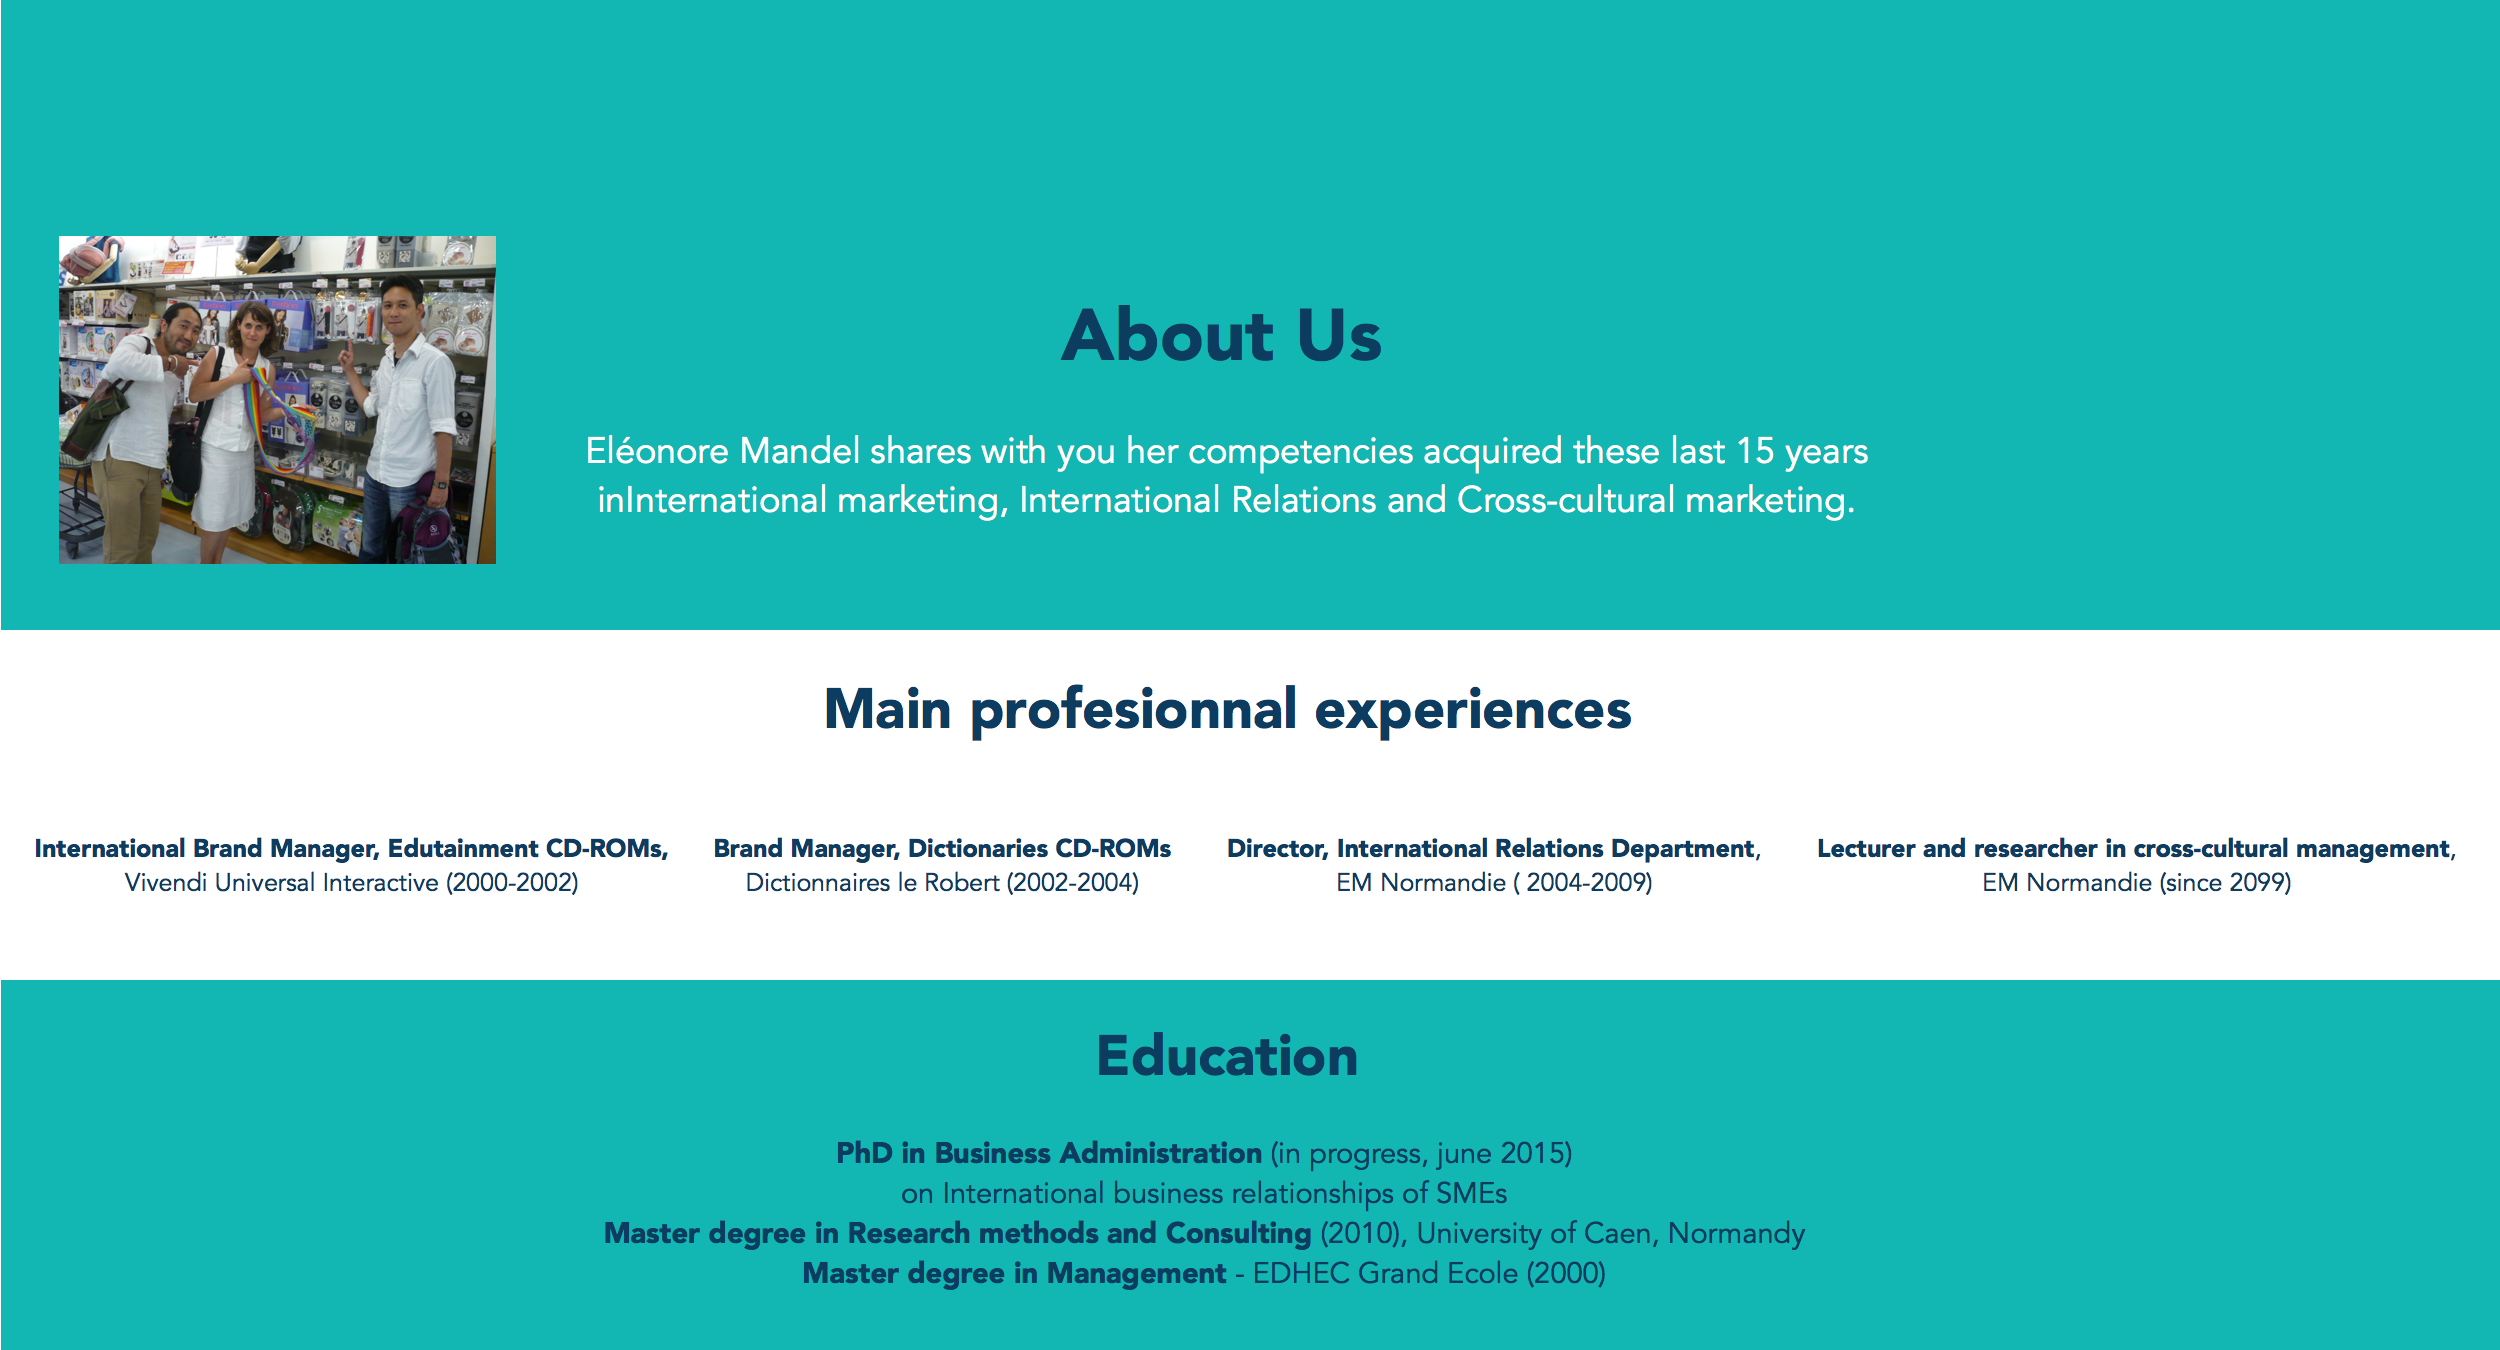 About Us
Eléonore Mandel shares with you her competencies acquired these last 15 years
inInternational marketing, International Relations and Cross-cultural marketing.
Main profesionnal experiences
International Brand Manager, Edutainment CD-ROMs,
Vivendi Universal Interactive (2000-2002)
Brand Manager, Dictionaries CD-ROMs
Dictionnaires le Robert (2002-2004)
Director, International Relations Department,
EM Normandie ( 2004-2009)
Lecturer and researcher in cross-cultural management,
EM Normandie (since 2099)
Education
PhD in Business Administration (in progress, june 2015)
on International business relationships of SMEs
Master degree in Research methods and Consulting (2010), University of Caen, Normandy
Master degree in Management - EDHEC Grand Ecole (2000)